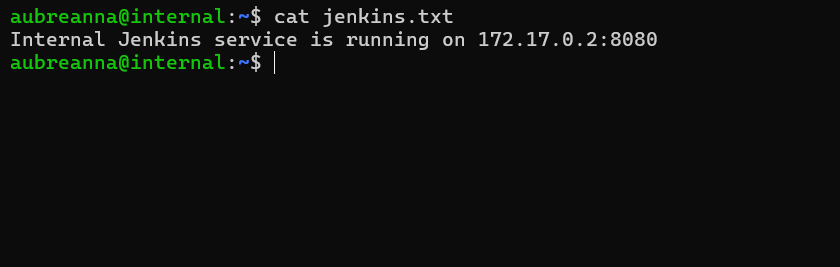 aubreanna@internal:~$ cat jenkins.txt
Internal Jenkins service is running on 172.17.0.2:8080
aubreanna@internal:~$